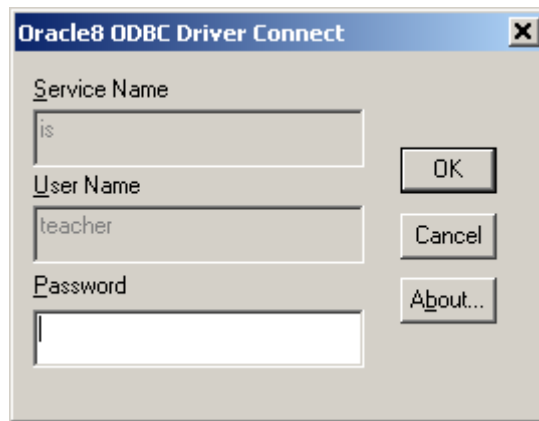 Oracle8 ODBC Driver Connect
Service Name
is
OK
User Name
teacher
Cancel
Password
About...